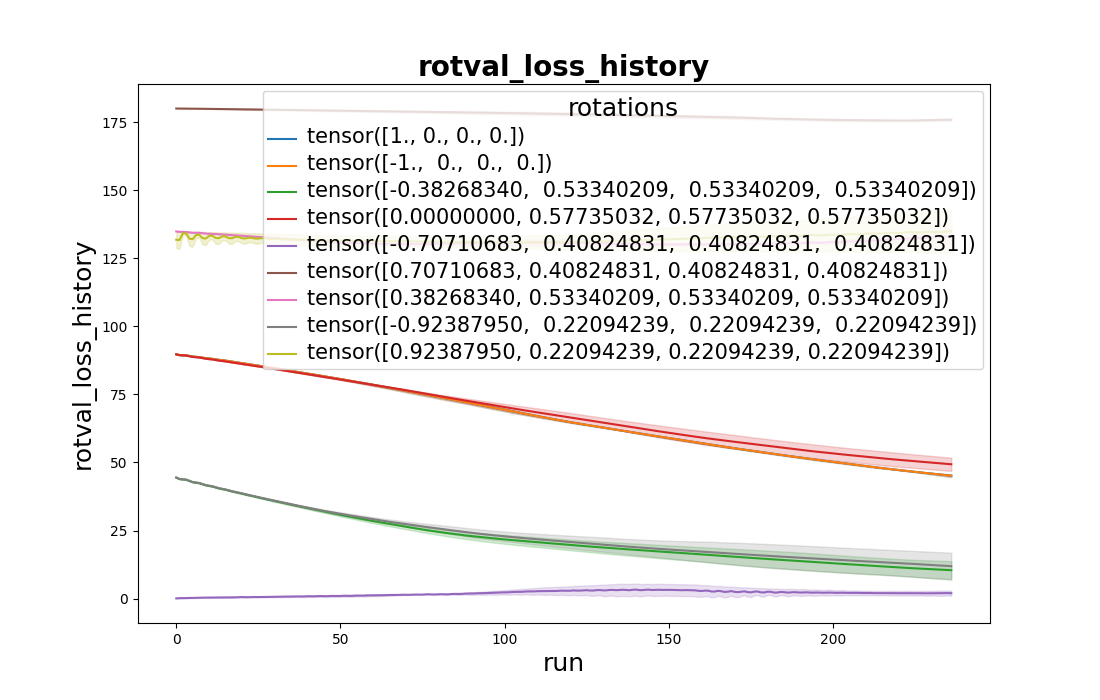 rotval_loss_history
rotations
tensor([1., 0., 0., 0.])
tensor([-1.,  0.,  0.,  0.])
tensor([-0.38268340,  0.53340209,  0.53340209,  0.53340209])
tensor([0.00000000, 0.57735032, 0.57735032, 0.57735032])
tensor([-0.70710683,  0.40824831,  0.40824831,  0.40824831])
tensor([0.70710683, 0.40824831, 0.40824831, 0.40824831])
tensor([0.38268340, 0.53340209, 0.53340209, 0.53340209])
tensor([-0.92387950,  0.22094239,  0.22094239,  0.22094239])
tensor([0.92387950, 0.22094239, 0.22094239, 0.22094239])
rotval_loss_history
175
150
125
100
75
50
25
0
0 50 100 150 200
run